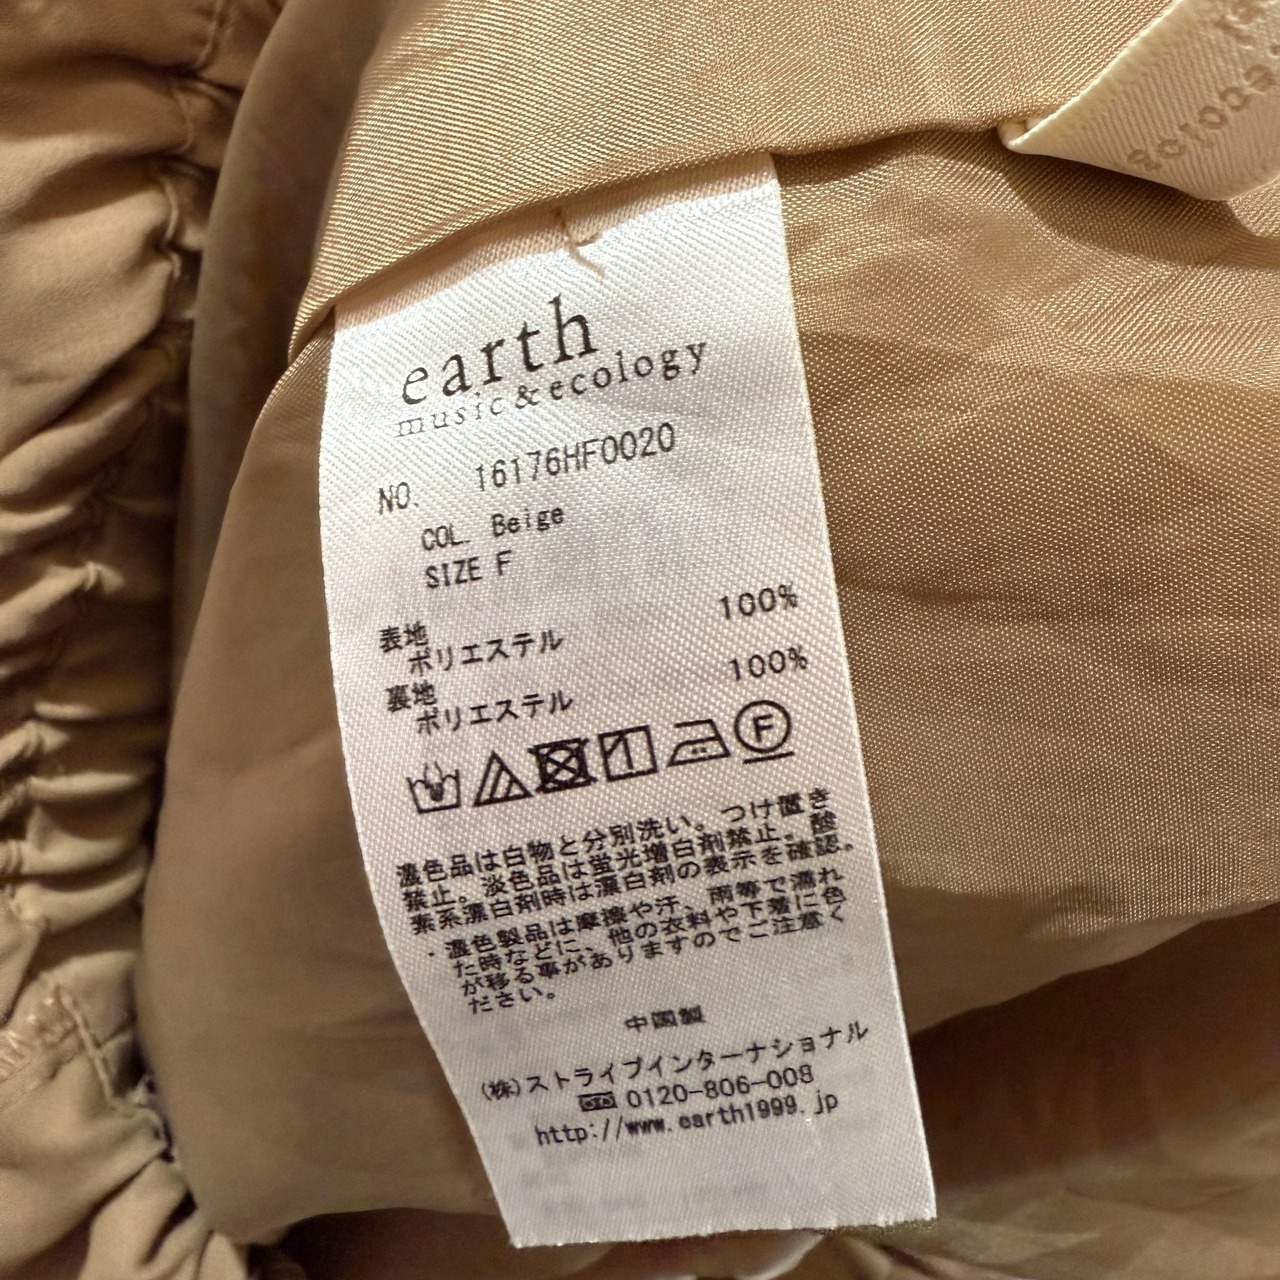 earth
music & ecology
NO. 16176HF0020
COL. Beige
SIZE F
表地 100%
ポリエステル
裏地 100%
ポリエステル
F
濃色品は白物と分別洗い。つけ置き
禁止。淡色品は蛍光増白剤禁止。酸
素系漂白剤時は漂白剤の表示を確認。
・濃色製品は摩擦や汗、雨等で濡れ
た時などに、他の衣料や下着に色
が移る事がありますのでご注意く
ださい。
中国製
(株)ストライプインターナショナル
0120-806-008
http://www.earth1999.jp